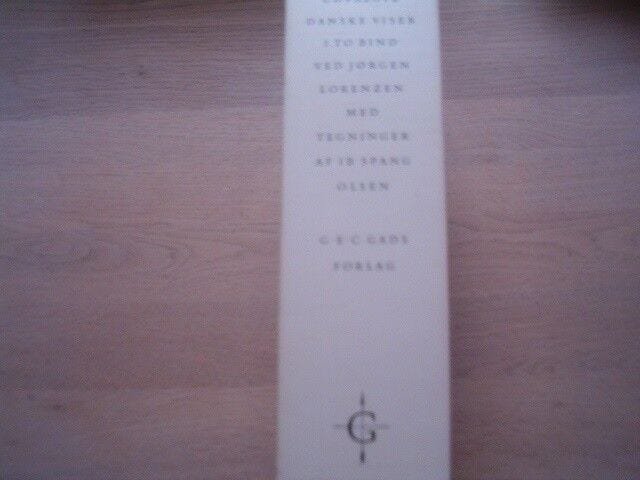 DANSKE VISER
I TO BIND
VED JØRGEN
LORENZEN
MED
TEGNINGER
AF IB SPANG
OLSEN
G·E·C GADS
FORLAG
G